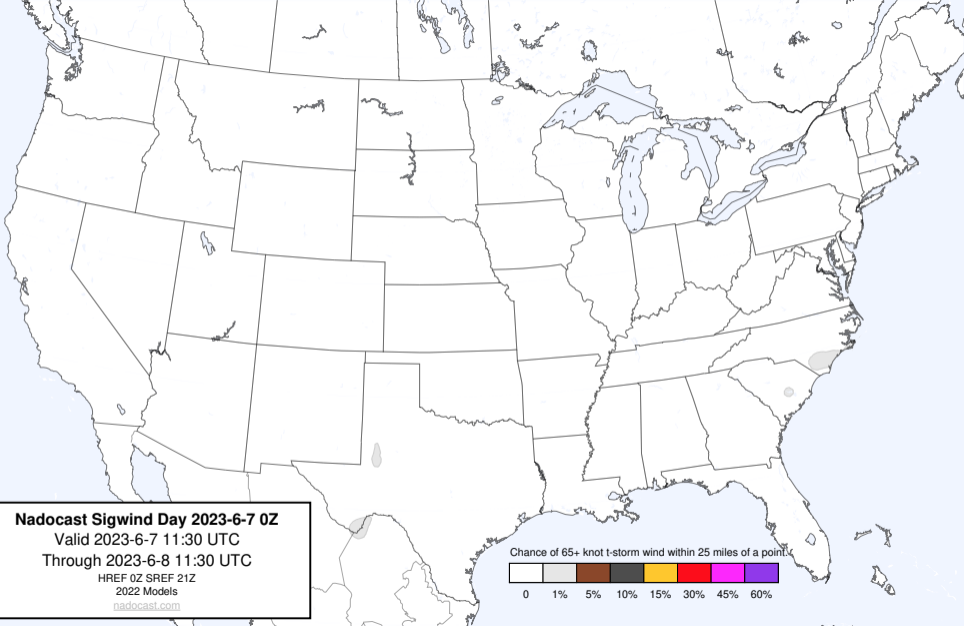 Nadocast Sigwind Day 2023-6-7 0Z
Valid 2023-6-7 11:30 UTC
Through 2023-6-8 11:30 UTC
HREF 0Z SREF 21Z
2022 Models
nadocast.com
Chance of 65+ knot t-storm wind within 25 miles of a point.
0 1% 5% 10% 15% 30% 45% 60%